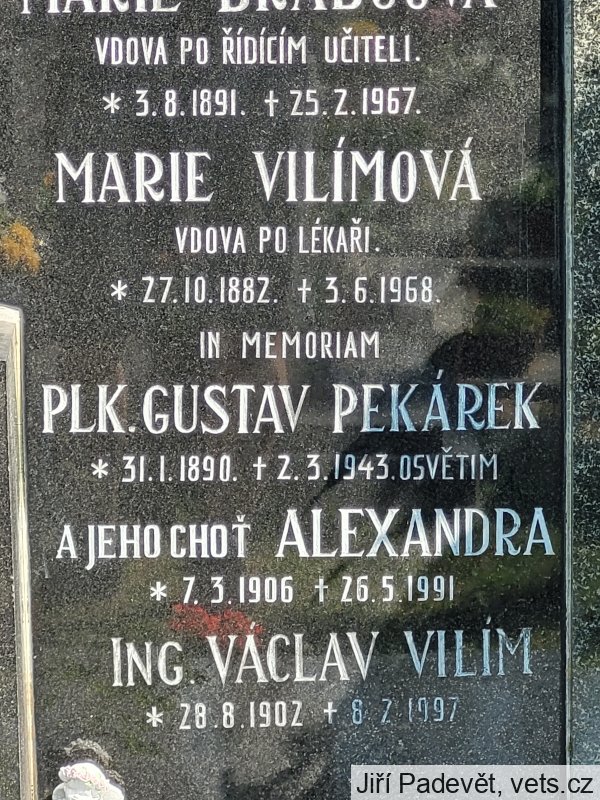 MARIE BRABCOVÁ
VDOVA PO ŘÍDÍCÍM UČITELI.
* 3.8.1891. + 25.2.1967.
MARIE VILÍMOVÁ
VDOVA PO LÉKAŘI.
* 27.10.1882. + 3.6.1968.
IN MEMORIAM
PLK. GUSTAV PEKÁREK
* 31.1.1890. + 2.3.1943. OSVĚTIM
A JEHO CHOŤ ALEXANDRA
* 7.3.1906 + 26.5.1991
ING. VÁCLAV VILÍM
* 28.8.1902 + 8.2.1997
Jiří Padevět, vets.cz